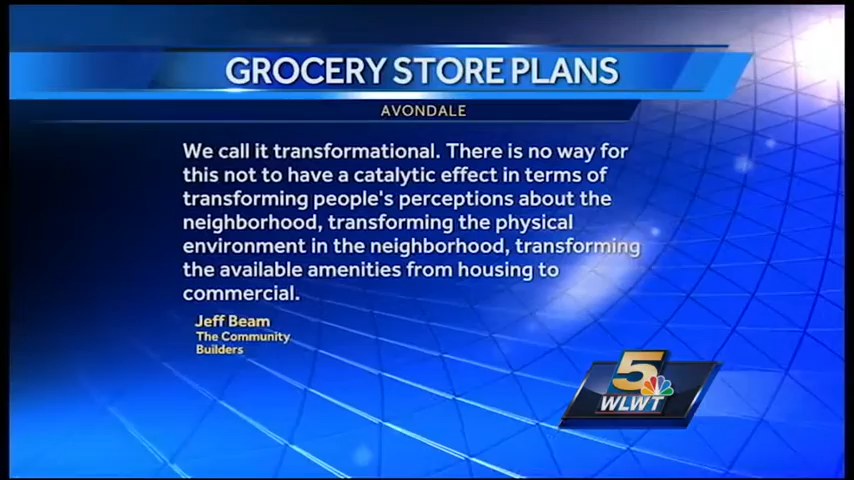 GROCERY STORE PLANS
AVONDALE
We call it transformational. There is no way for
this not to have a catalytic effect in terms of
transforming people's perceptions about the
neighborhood, transforming the physical
environment in the neighborhood, transforming
the available amenities from housing to
commercial.
Jeff Beam
The Community
Builders
5
WLWT